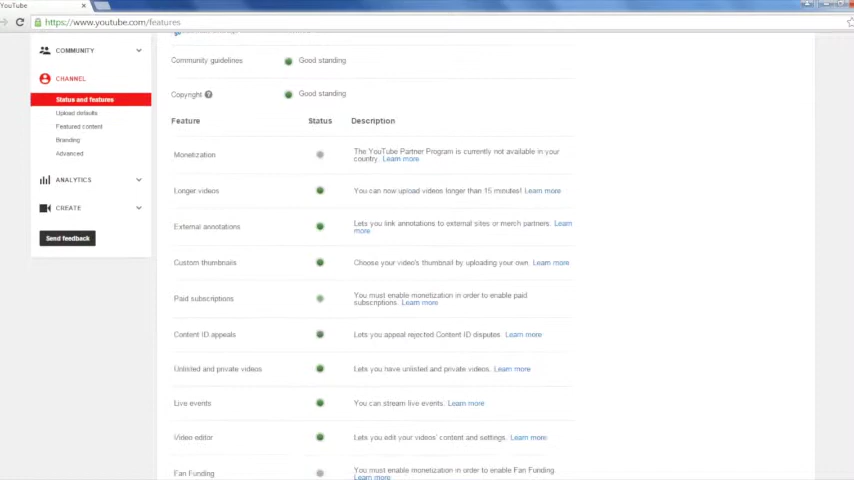 YouTube
https://www.youtube.com/features
COMMUNITY
CHANNEL
Status and features
Upload defaults
Featured content
Branding
Advanced
ANALYTICS
CREATE
Send feedback
Community guidelines Good standing
Copyright ? Good standing
Feature Status Description
Monetization The YouTube Partner Program is currently not available in your
country. Learn more
Longer videos You can now upload videos longer than 15 minutes! Learn more
External annotations Lets you link annotations to external sites or merch partners. Learn
more
Custom thumbnails Choose your video's thumbnail by uploading your own. Learn more
Paid subscriptions You must enable monetization in order to enable paid
subscriptions. Learn more
Content ID appeals Lets you appeal rejected Content ID disputes. Learn more
Unlisted and private videos Lets you have unlisted and private videos. Learn more
Live events You can stream live events. Learn more
Video editor Lets you edit your videos' content and settings. Learn more
Fan Funding You must enable monetization in order to enable Fan Funding
Learn more